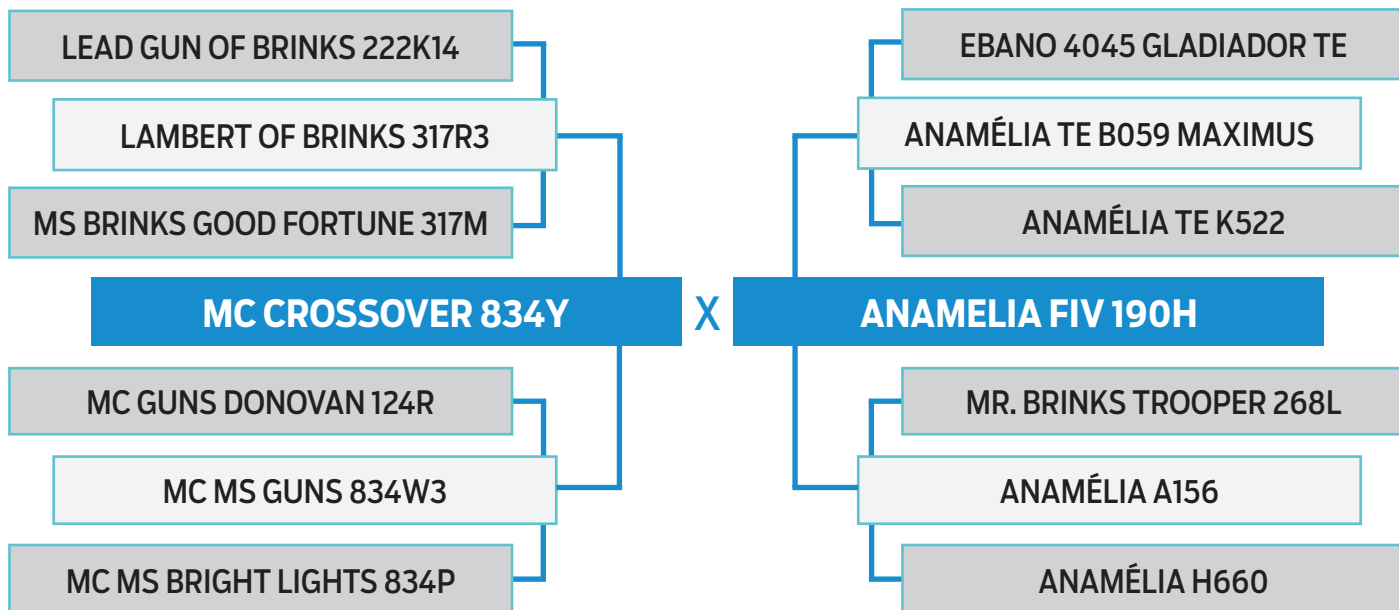 LEAD GUN OF BRINKS 222K14
LAMBERT OF BRINKS 317R3
MS BRINKS GOOD FORTUNE 317M
MC CROSSOVER 834Y
MC GUNS DONOVAN 124R
MC MS GUNS 834W3
MC MS BRIGHT LIGHTS 834P
X
EBANO 4045 GLADIADOR TE
ANAMÉLIA TE B059 MAXIMUS
ANAMÉLIA TE K522
ANAMELIA FIV 190H
MR. BRINKS TROOPER 268L
ANAMÉLIA A156
ANAMÉLIA H660